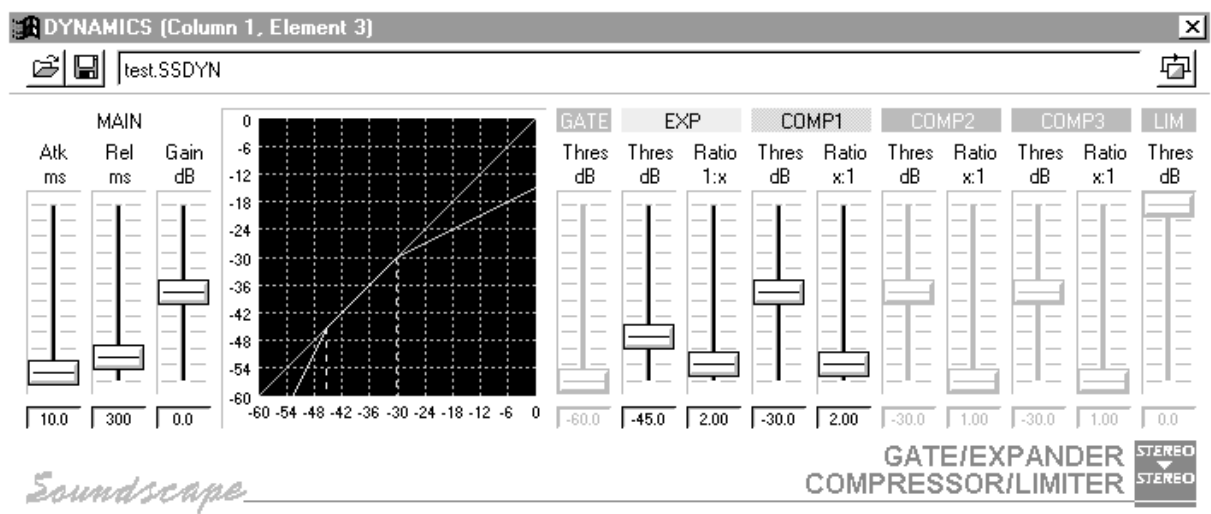 DYNAMICS (Column 1, Element 3)
test.SSDYN
MAIN 0 GATE EXP COMP1 COMP2 COMP3 LIM
Atk Rel Gain -6 Thres Thres Ratio Thres Ratio Thres Ratio Thres Ratio Thres
ms ms dB -12 dB dB 1:x dB x:1 dB x:1 dB x:1 dB
-18
-24
-30
-36
-42
-48
-54
-60
-60 -54 -48 -42 -36 -30 -24 -18 -12 -6 0
10.0 300 0.0 -60.0 -45.0 2.00 -30.0 2.00 -30.0 1.00 -30.0 1.00 0.0
Soundscape
GATE/EXPANDER
COMPRESSOR/LIMITER
STEREO
STEREO